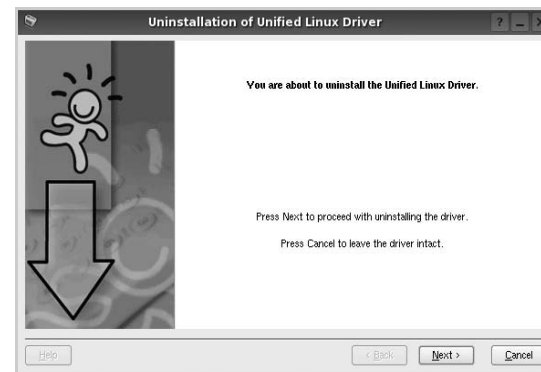 Uninstallation of Unified Linux Driver
You are about to uninstall the Unified Linux Driver.
Press Next to proceed with uninstalling the driver.
Press Cancel to leave the driver intact.
Help
< Back
Next >
Cancel